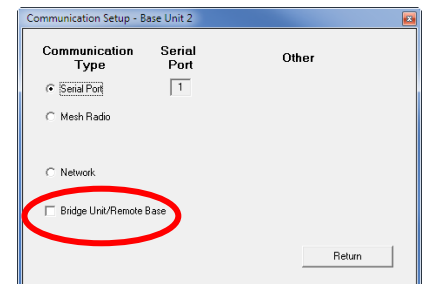 Communication Setup - Base Unit 2
Communication Type
Serial Port
Other
Serial Port
1
Mesh Radio
Network
Bridge Unit/Remote Base
Return